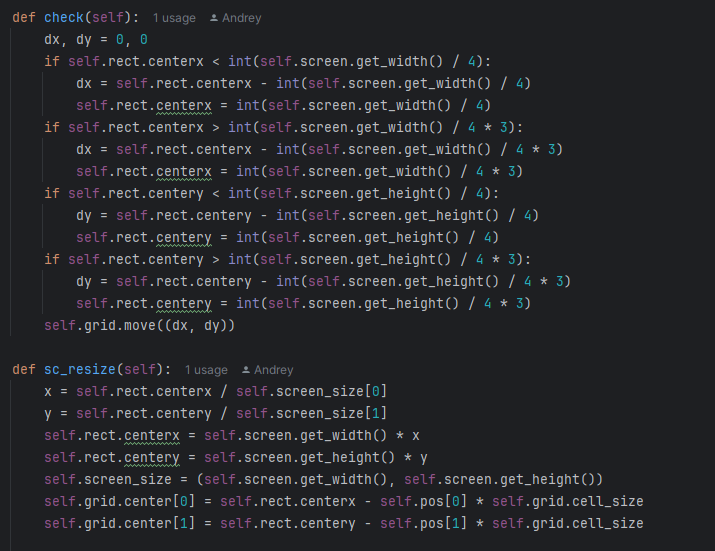 def check(self):  1 usage  Andrey
    dx, dy = 0, 0
    if self.rect.centerx < int(self.screen.get_width() / 4):
        dx = self.rect.centerx - int(self.screen.get_width() / 4)
        self.rect.centerx = int(self.screen.get_width() / 4)
    if self.rect.centerx > int(self.screen.get_width() / 4 * 3):
        dx = self.rect.centerx - int(self.screen.get_width() / 4 * 3)
        self.rect.centerx = int(self.screen.get_width() / 4 * 3)
    if self.rect.centery < int(self.screen.get_height() / 4):
        dy = self.rect.centery - int(self.screen.get_height() / 4)
        self.rect.centery = int(self.screen.get_height() / 4)
    if self.rect.centery > int(self.screen.get_height() / 4 * 3):
        dy = self.rect.centery - int(self.screen.get_height() / 4 * 3)
        self.rect.centery = int(self.screen.get_height() / 4 * 3)
    self.grid.move((dx, dy))

def sc_resize(self):  1 usage  Andrey
    x = self.rect.centerx / self.screen_size[0]
    y = self.rect.centery / self.screen_size[1]
    self.rect.centerx = self.screen.get_width() * x
    self.rect.centery = self.screen.get_height() * y
    self.screen_size = (self.screen.get_width(), self.screen.get_height())
    self.grid.center[0] = self.rect.centerx - self.pos[0] * self.grid.cell_size
    self.grid.center[1] = self.rect.centery - self.pos[1] * self.grid.cell_size